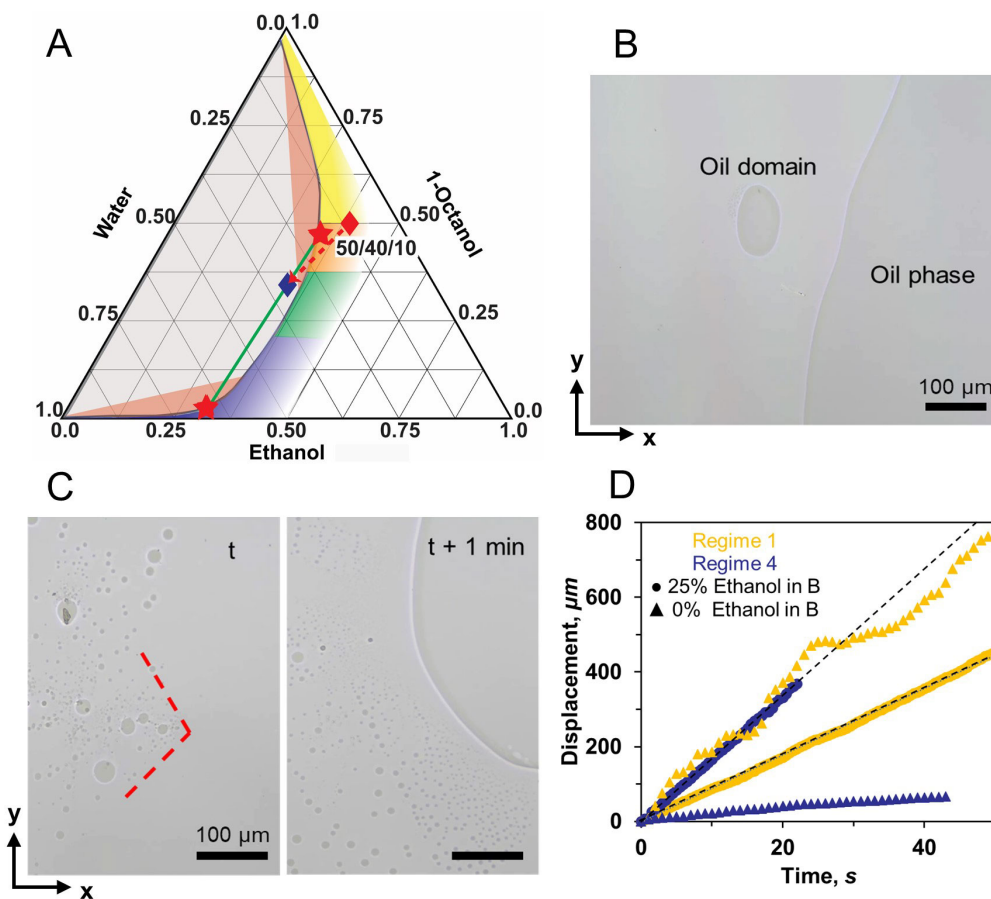 A
0.0
1.0
0.25
0.75
Water
1-Octanol
0.50
0.50
50/40/10
0.75
0.25
1.0
0.0
0.0
0.25
0.50
0.75
1.0
Ethanol
B
Oil domain
Oil phase
100 µm
y
x
C
t
t + 1 min
100 µm
y
x
D
800
600
400
200
0
Displacement, µm
Regime 1
Regime 4
25% Ethanol in B
0% Ethanol in B
0
20
40
Time, s